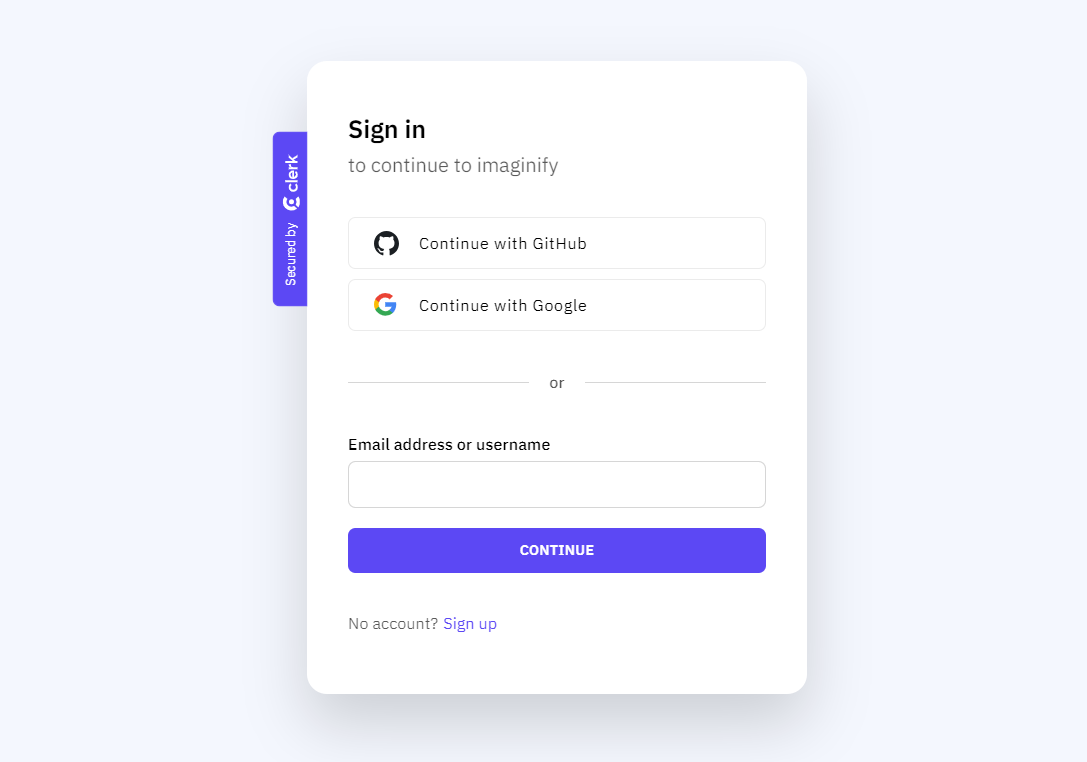 Sign in
to continue to imaginify
Secured by clerk
Continue with GitHub
Continue with Google
or
Email address or username
CONTINUE
No account? Sign up